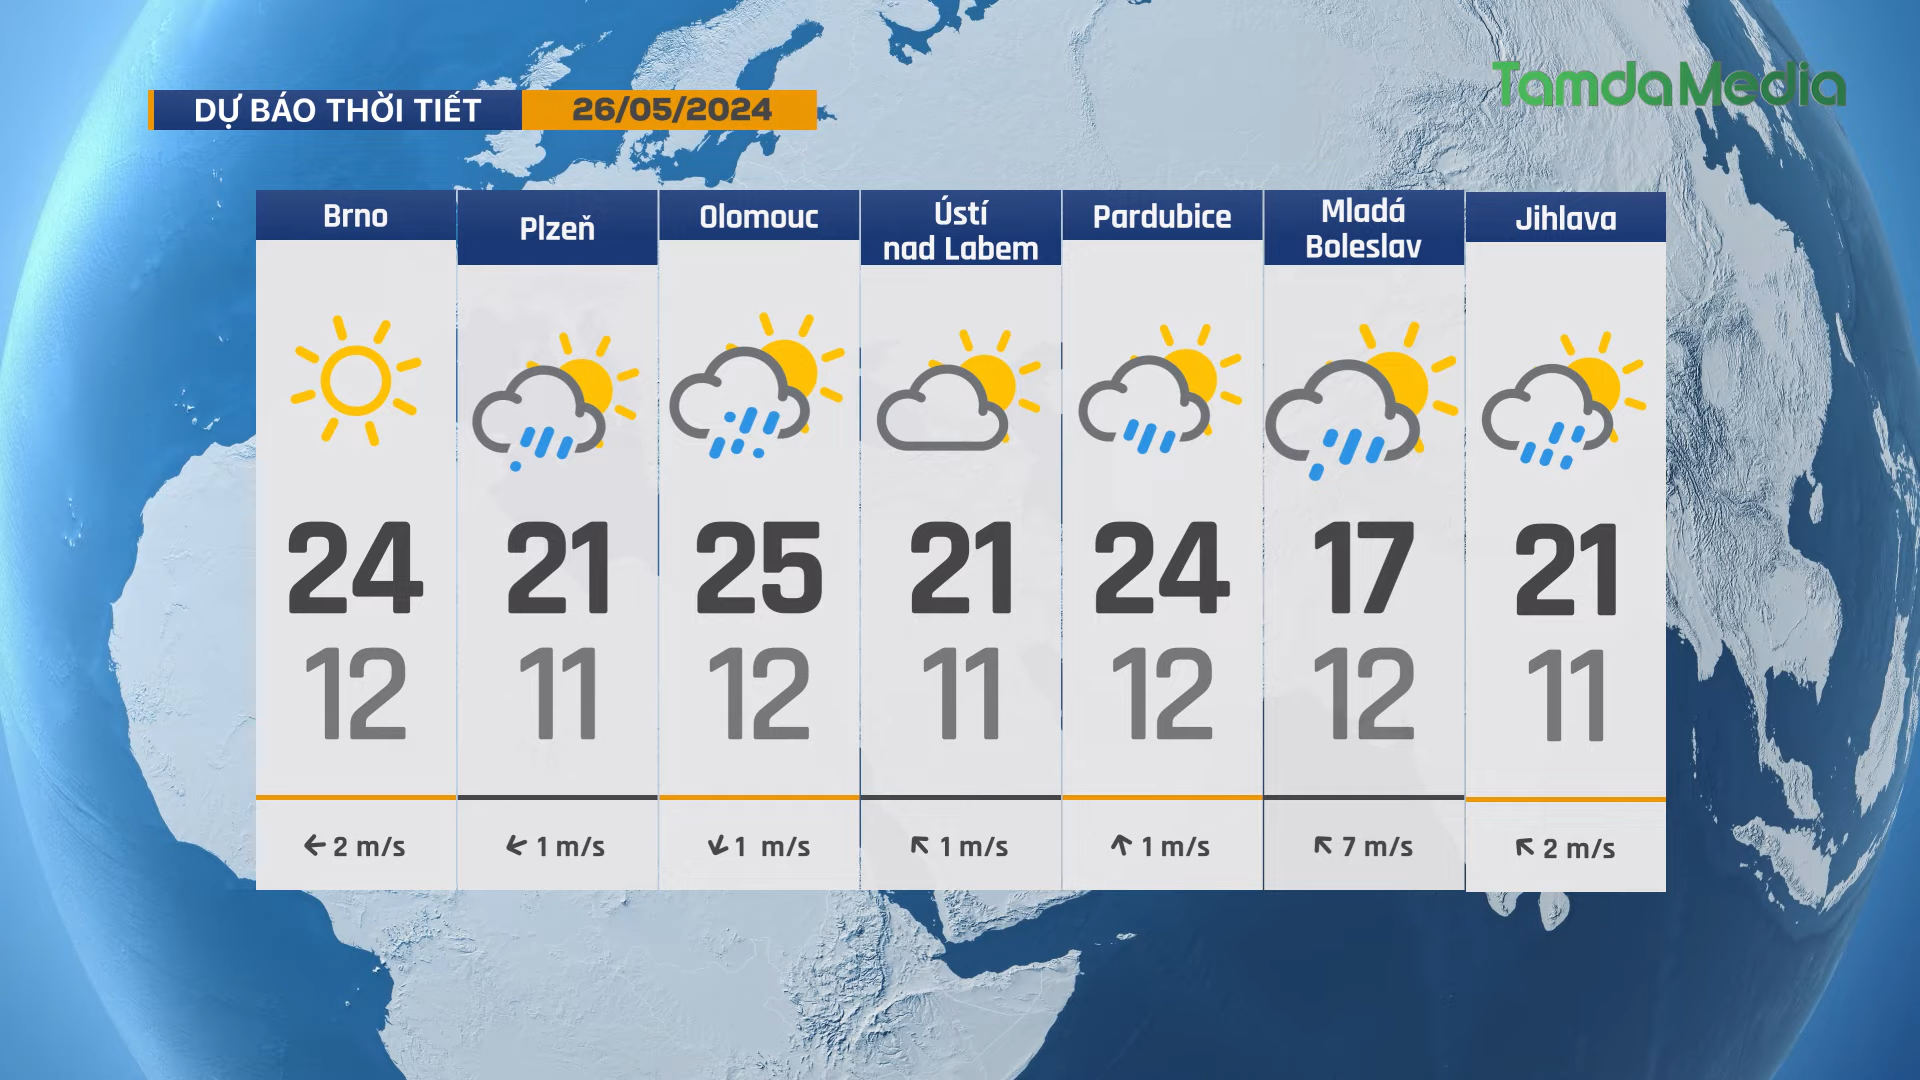 TamdaMedia
DỰ BÁO THỜI TIẾT 26/05/2024
Brno
24
12
2 m/s
Plzeň
21
11
1 m/s
Olomouc
25
12
1 m/s
Ústí
nad Labem
21
11
1 m/s
Pardubice
24
12
1 m/s
Mladá
Boleslav
17
12
7 m/s
Jihlava
21
11
2 m/s